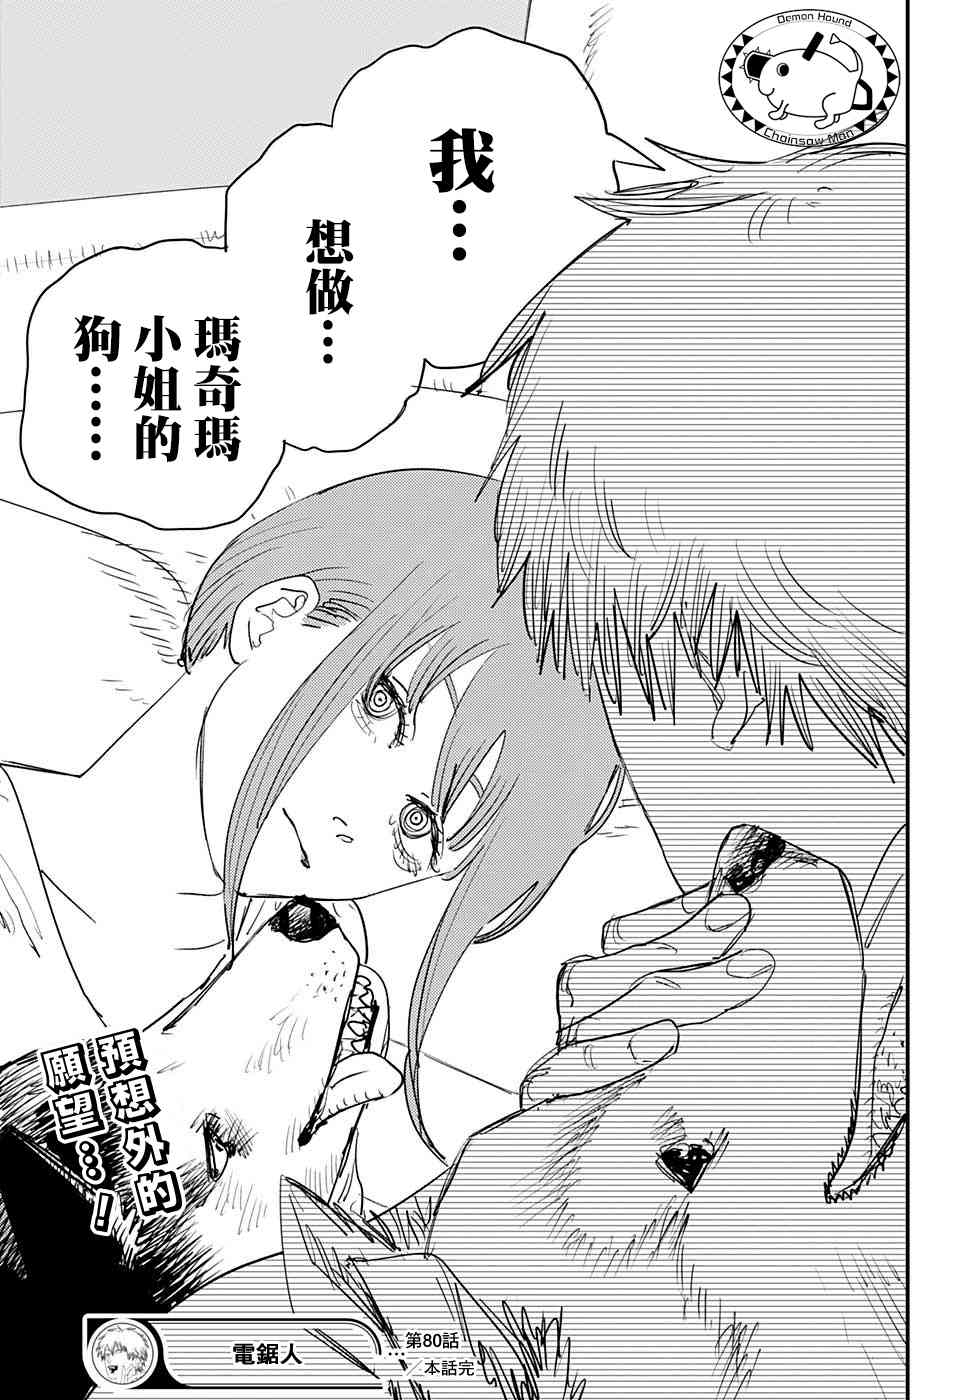 Demon Hound
Chainsaw Man
我…
想做…
瑪奇瑪
小姐的
狗……
預想外的
願望…！
電鋸人
第80話
…／本話完